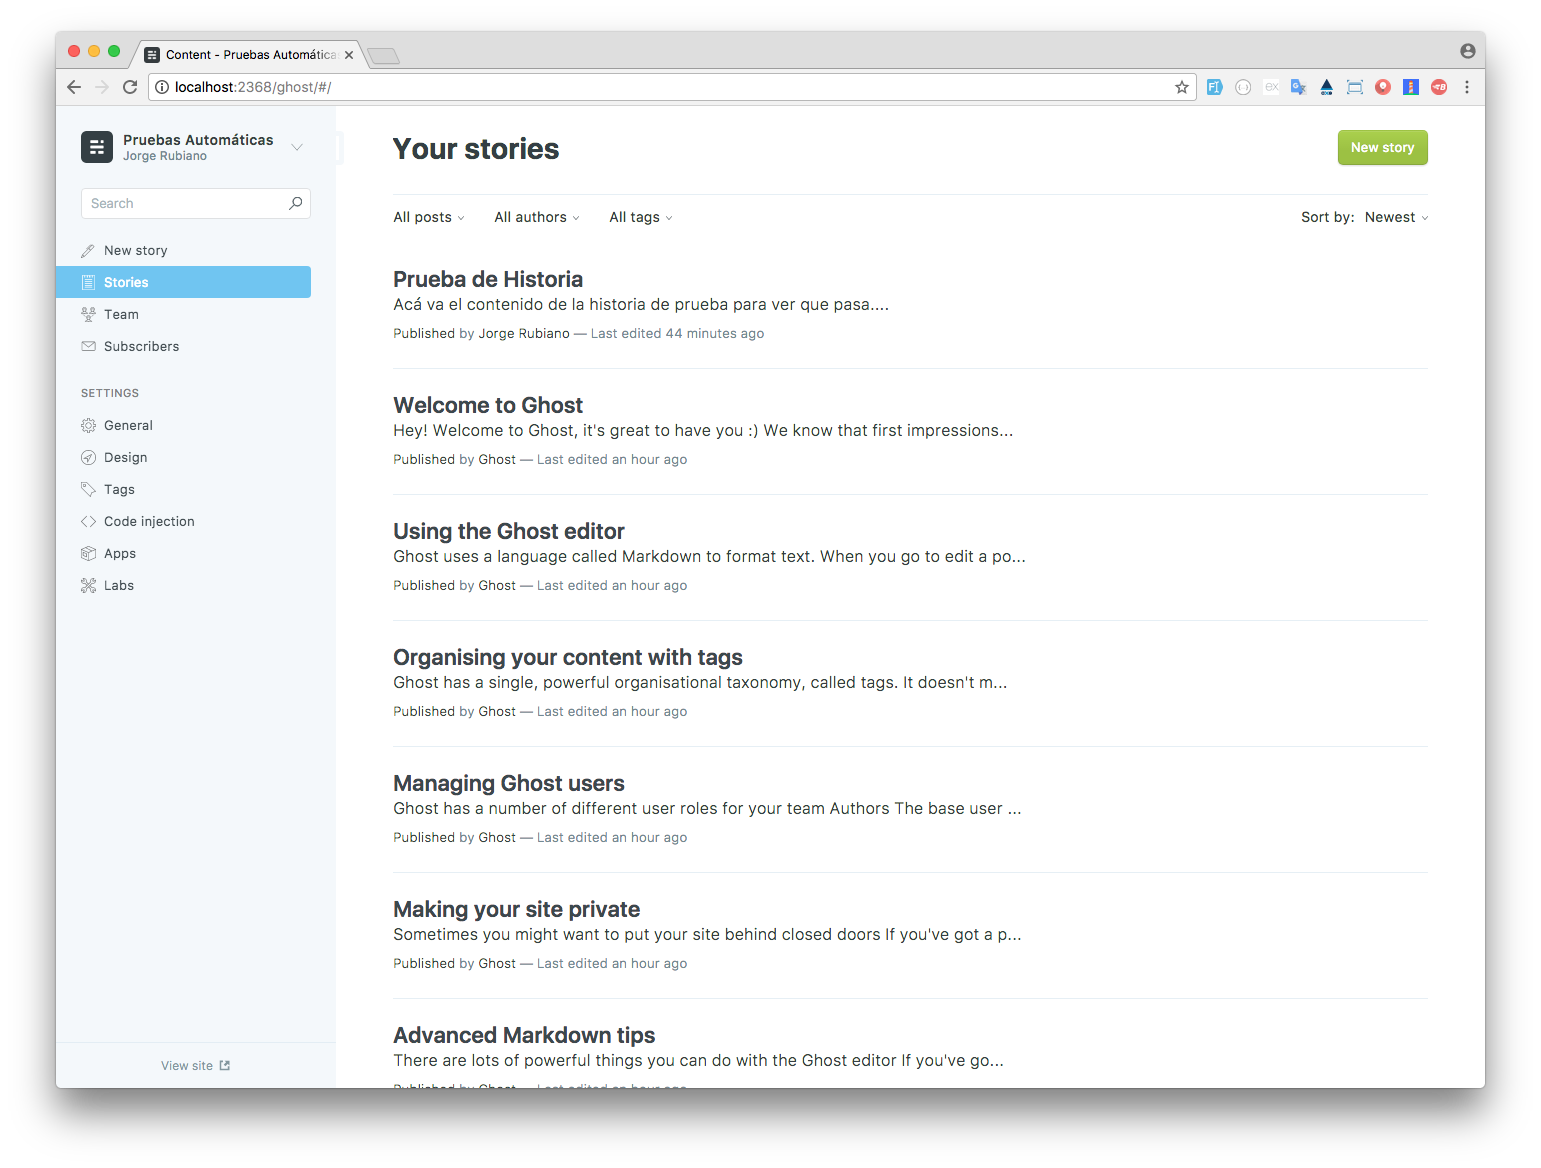 Content - Pruebas Automática
localhost:2368/ghost/#/
Pruebas Automáticas
Jorge Rubiano
Search
New story
Stories
Team
Subscribers
SETTINGS
General
Design
Tags
Code injection
Apps
Labs
View site
Your stories
New story
All posts
All authors
All tags
Sort by: Newest
Prueba de Historia
Acá va el contenido de la historia de prueba para ver que pasa....
Published by Jorge Rubiano — Last edited 44 minutes ago
Welcome to Ghost
Hey! Welcome to Ghost, it's great to have you :) We know that first impressions...
Published by Ghost — Last edited an hour ago
Using the Ghost editor
Ghost uses a language called Markdown to format text. When you go to edit a po...
Published by Ghost — Last edited an hour ago
Organising your content with tags
Ghost has a single, powerful organisational taxonomy, called tags. It doesn't m...
Published by Ghost — Last edited an hour ago
Managing Ghost users
Ghost has a number of different user roles for your team Authors The base user ...
Published by Ghost — Last edited an hour ago
Making your site private
Sometimes you might want to put your site behind closed doors If you've got a p...
Published by Ghost — Last edited an hour ago
Advanced Markdown tips
There are lots of powerful things you can do with the Ghost editor If you've go...
Published by Ghost — Last edited an hour ago